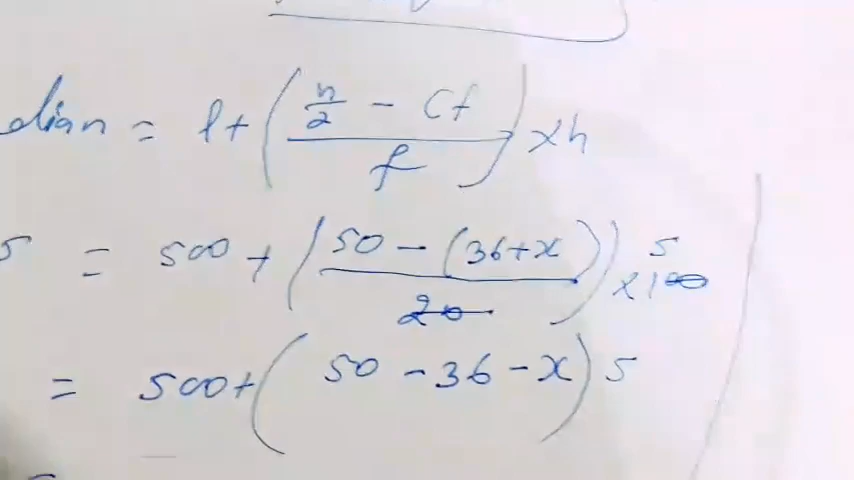 dian = l + ( (n/2 - Cf) / f ) x h
5 = 500 + ( (50 - (36 + x)) / 20 ) x 100 5
= 500 + ( 50 - 36 - x ) 5